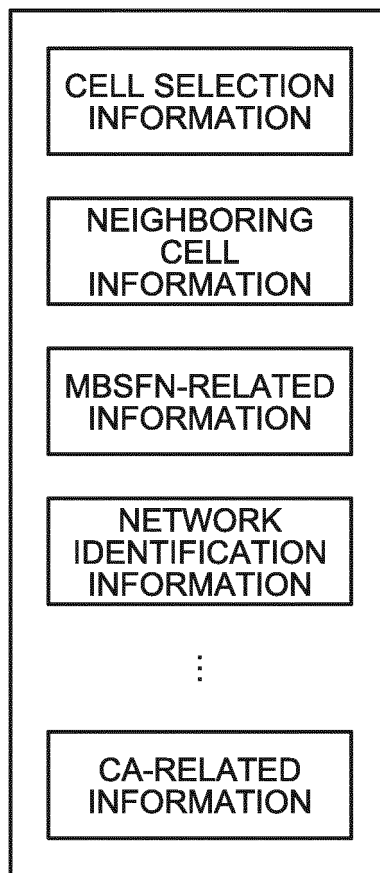 CELL SELECTION
INFORMATION
NEIGHBORING
CELL
INFORMATION
MBSFN-RELATED
INFORMATION
NETWORK
IDENTIFICATION
INFORMATION
⋮
CA-RELATED
INFORMATION